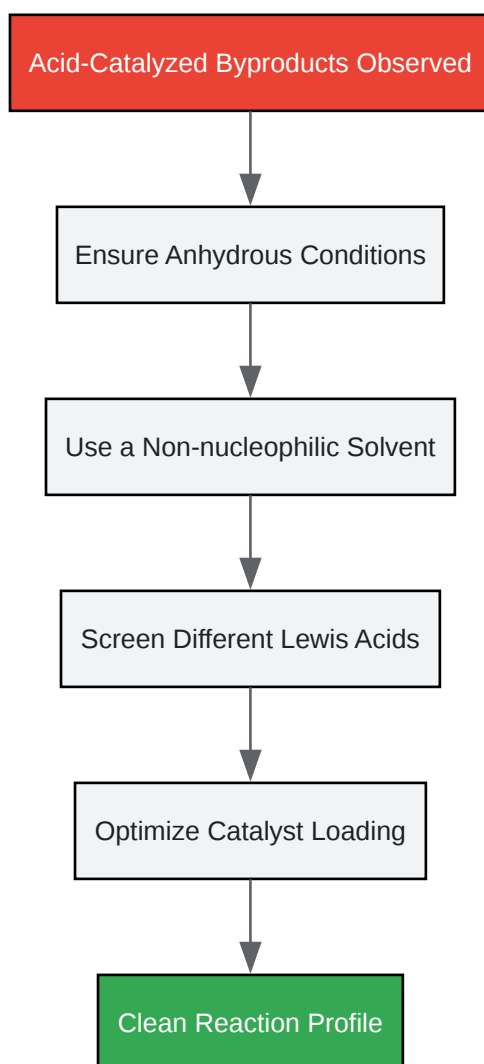 Acid-Catalyzed Byproducts Observed
Ensure Anhydrous Conditions
Use a Non-nucleophilic Solvent
Screen Different Lewis Acids
Optimize Catalyst Loading
Clean Reaction Profile